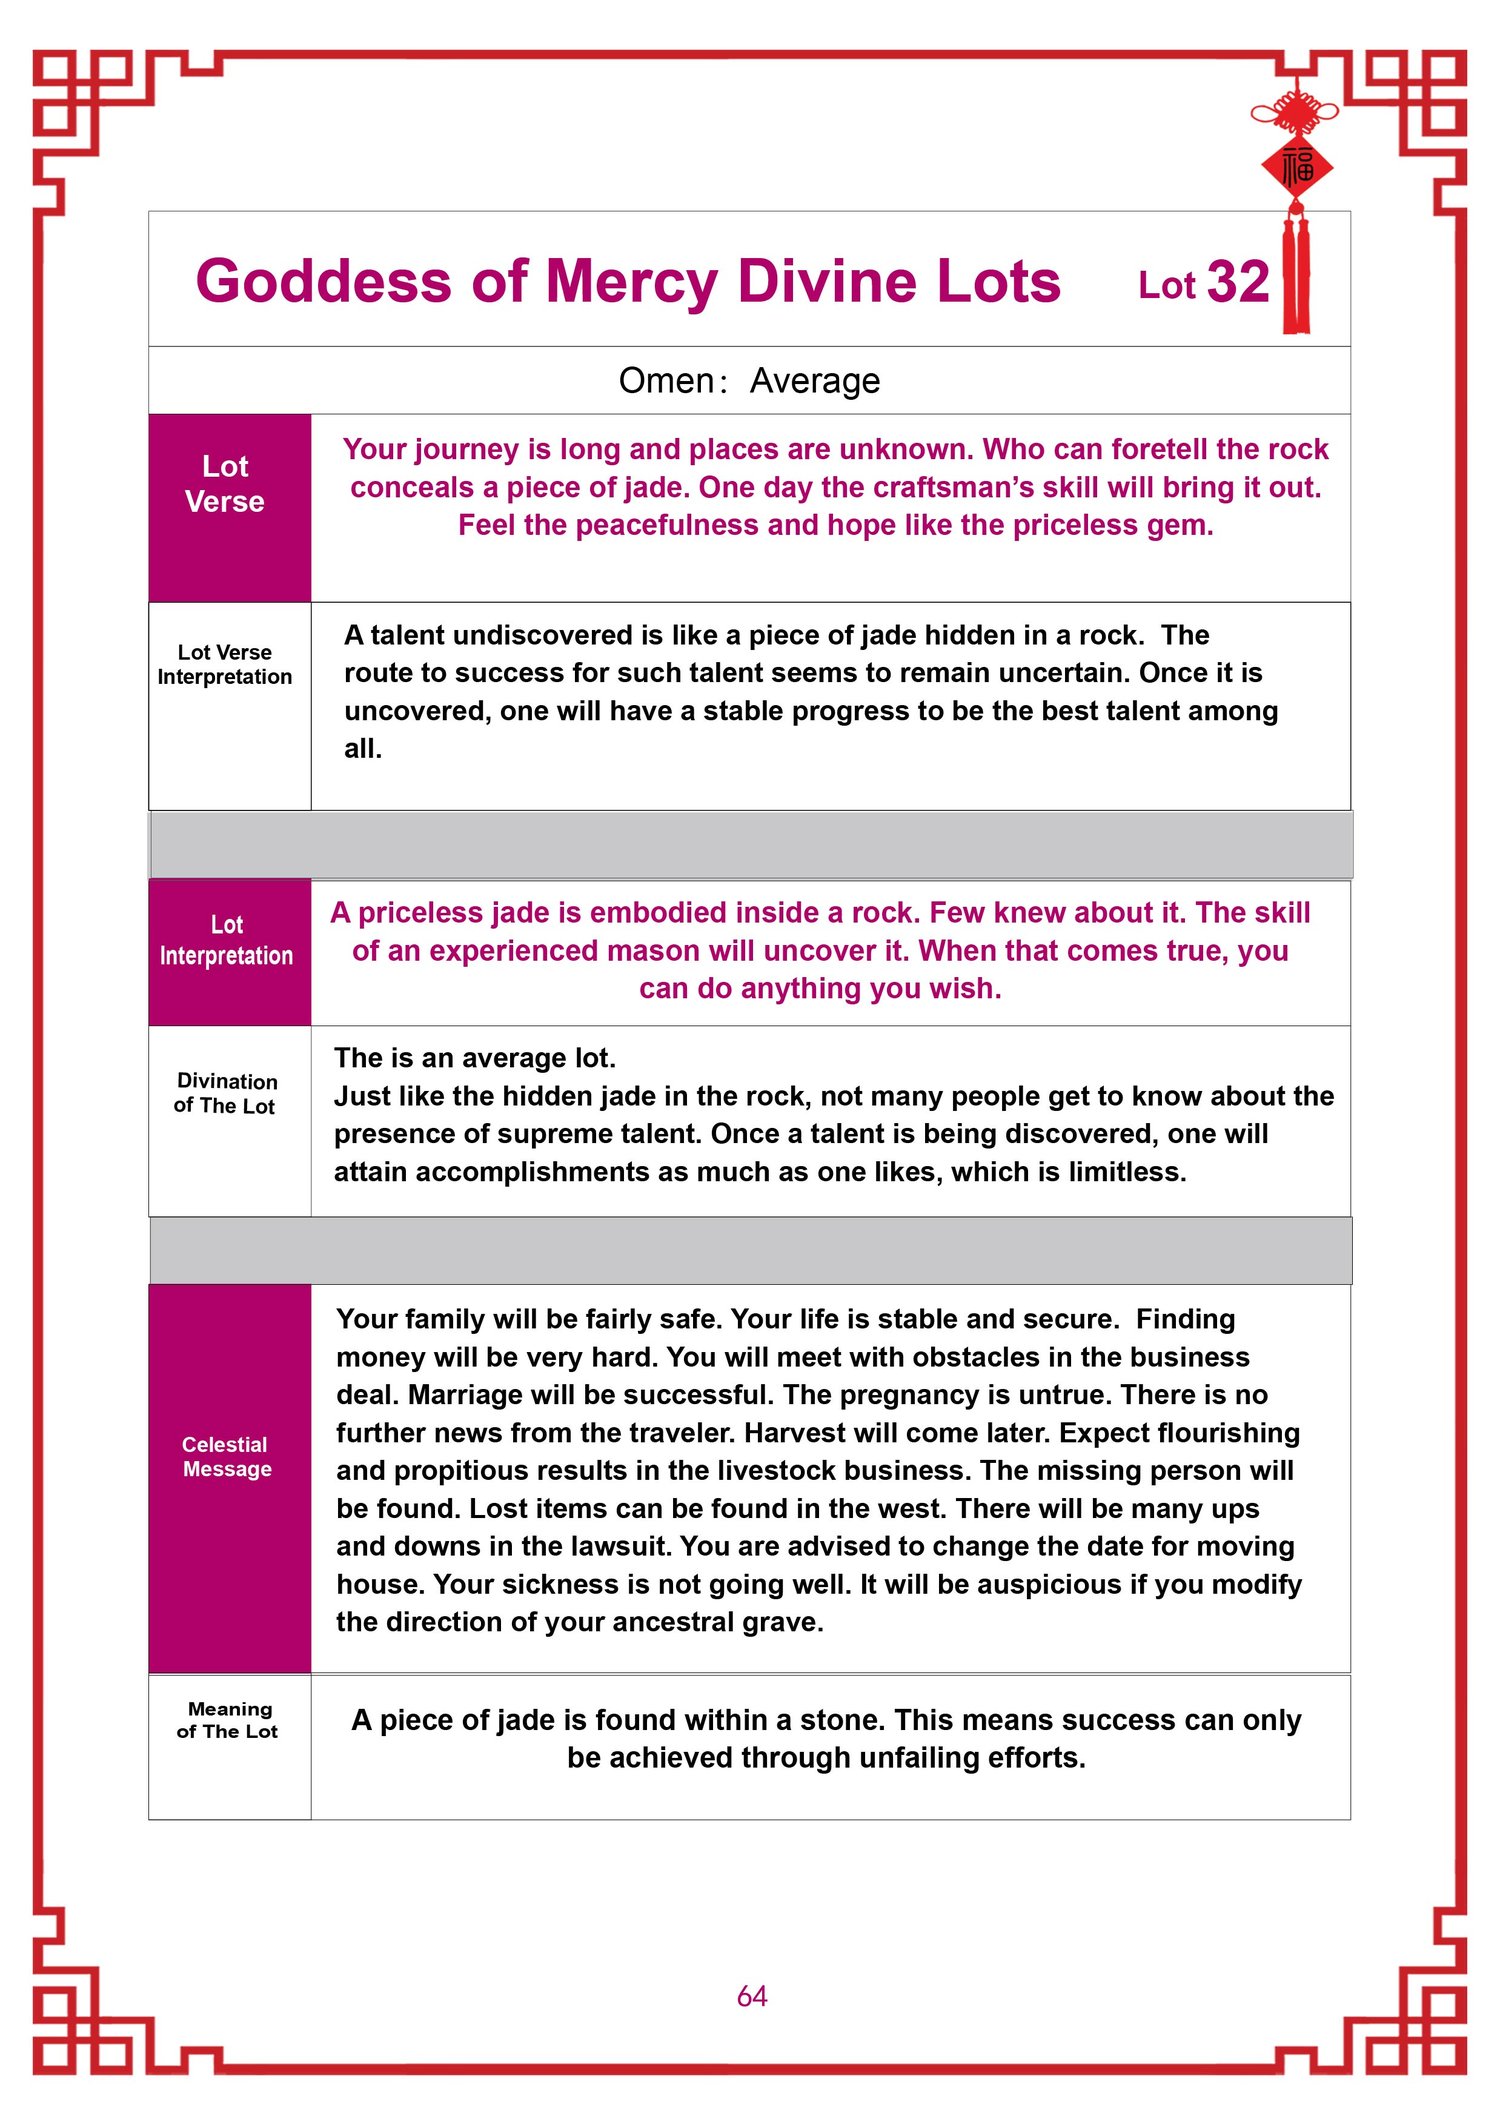 福
Goddess of Mercy Divine Lots Lot 32
Omen： Average
Lot
Verse
Your journey is long and places are unknown. Who can foretell the rock
conceals a piece of jade. One day the craftsman’s skill will bring it out.
Feel the peacefulness and hope like the priceless gem.
Lot Verse
Interpretation
A talent undiscovered is like a piece of jade hidden in a rock.  The
route to success for such talent seems to remain uncertain. Once it is
uncovered, one will have a stable progress to be the best talent among
all.
Lot
Interpretation
A priceless jade is embodied inside a rock. Few knew about it. The skill
of an experienced mason will uncover it. When that comes true, you
can do anything you wish.
Divination
of The Lot
The is an average lot.
Just like the hidden jade in the rock, not many people get to know about the
presence of supreme talent. Once a talent is being discovered, one will
attain accomplishments as much as one likes, which is limitless.
Celestial
Message
Your family will be fairly safe. Your life is stable and secure.  Finding
money will be very hard. You will meet with obstacles in the business
deal. Marriage will be successful. The pregnancy is untrue. There is no
further news from the traveler. Harvest will come later. Expect flourishing
and propitious results in the livestock business. The missing person will
be found. Lost items can be found in the west. There will be many ups
and downs in the lawsuit. You are advised to change the date for moving
house. Your sickness is not going well. It will be auspicious if you modify
the direction of your ancestral grave.
Meaning
of The Lot
A piece of jade is found within a stone. This means success can only
be achieved through unfailing efforts.
64